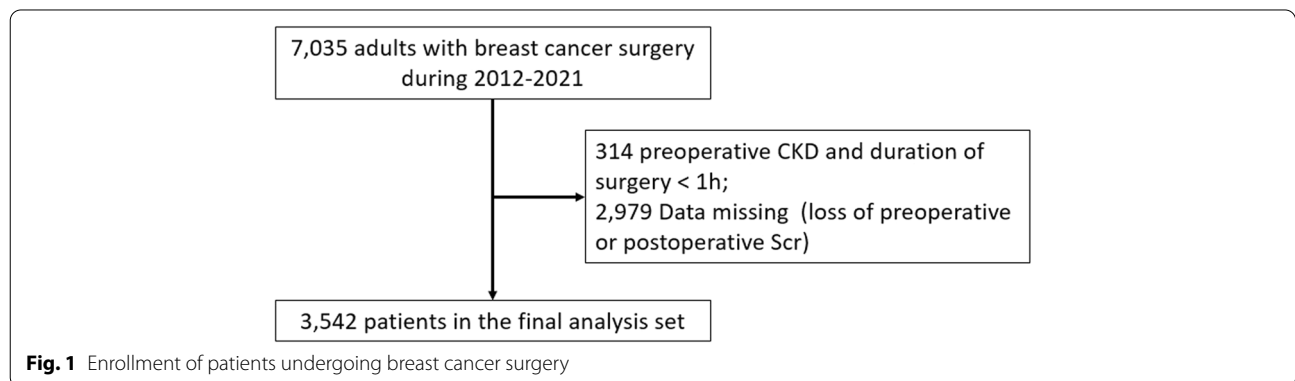 7,035 adults with breast cancer surgery
during 2012-2021
314 preoperative CKD and duration of
surgery < 1h;
2,979 Data missing (loss of preoperative
or postoperative Scr)
3,542 patients in the final analysis set
Fig. 1 Enrollment of patients undergoing breast cancer surgery